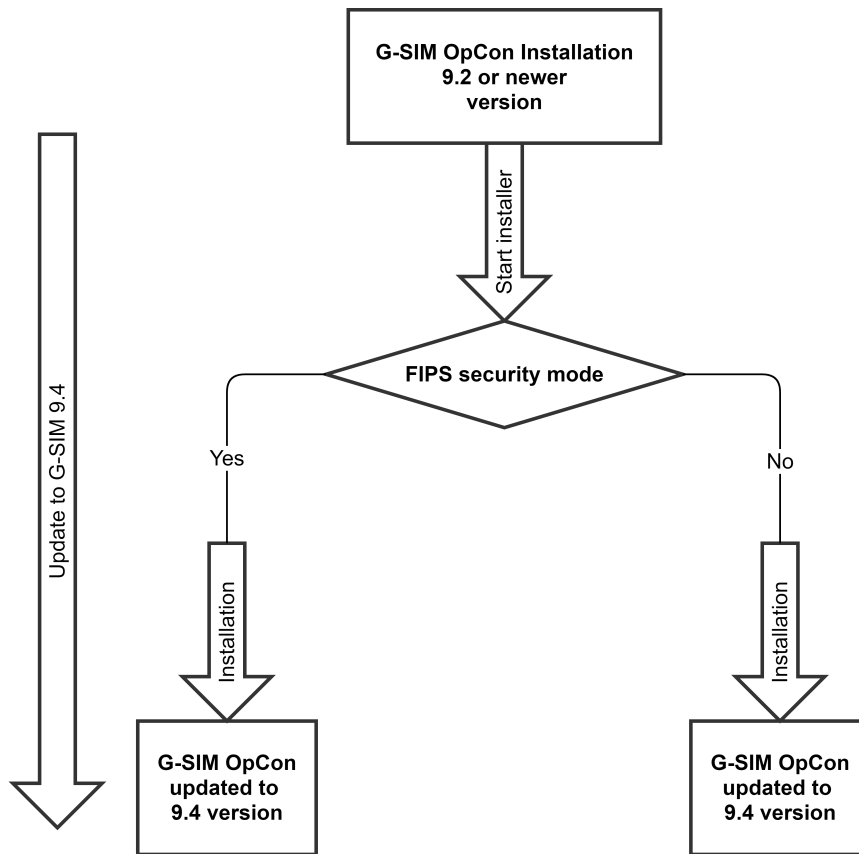 G-SIM OpCon Installation
9.2 or newer
version
Start installer
FIPS security mode
Update to G-SIM 9.4
Yes
No
Installation
Installation
G-SIM OpCon
updated to
9.4 version
G-SIM OpCon
updated to
9.4 version